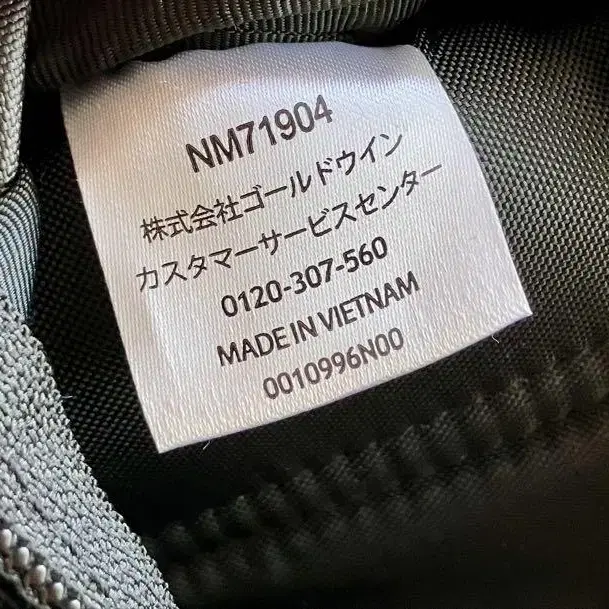 NM71904
株式会社ゴールドウイン
カスタマーサービスセンター
0120-307-560
MADE IN VIETNAM
0010996N00